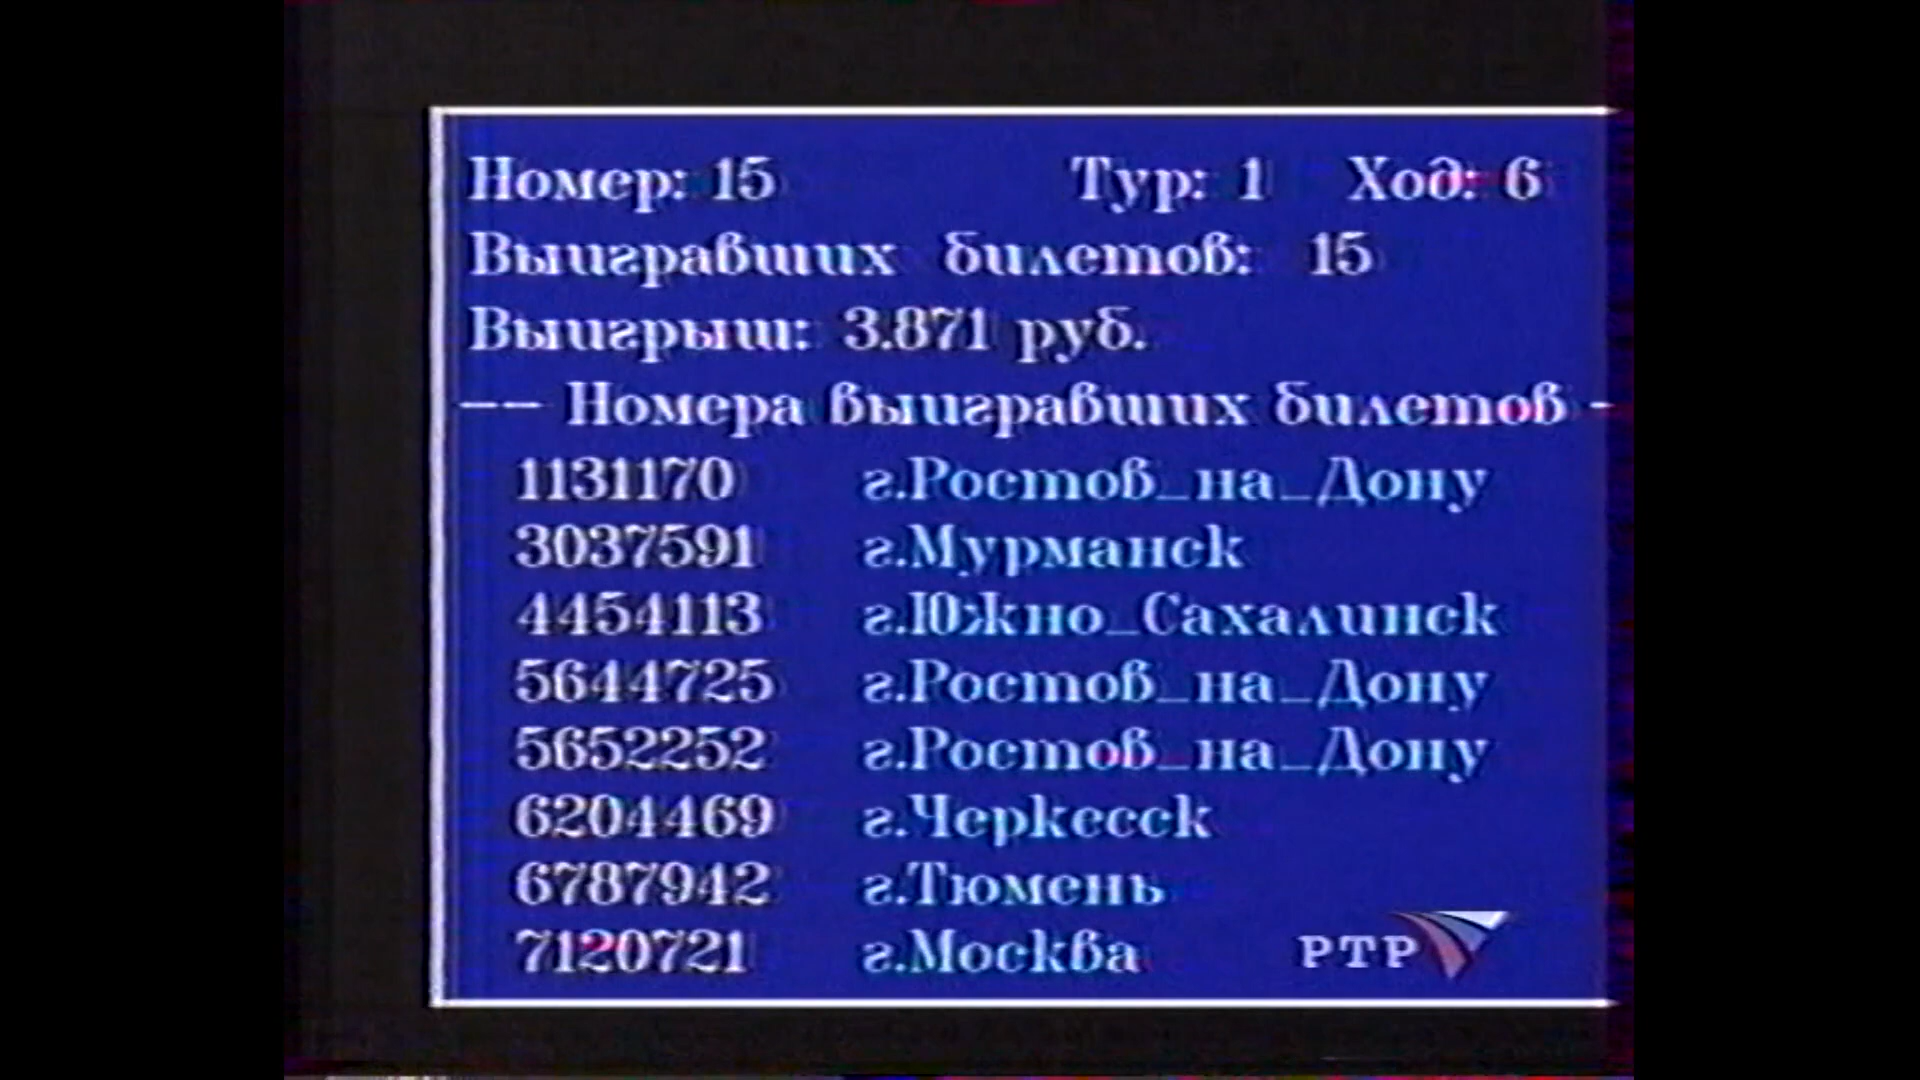 Номер: 15 Тур: 1 Ход: 6
Выигравших билетов: 15
Выигрыш: 3.871 руб.
-- Номера выигравших билетов -
1131170 г.Ростов_на_Дону
3037591 г.Мурманск
4454113 г.Южно_Сахалинск
5644725 г.Ростов_на_Дону
5652252 г.Ростов_на_Дону
6204469 г.Черкесск
6787942 г.Тюмень
7120721 г.Москва
РТР